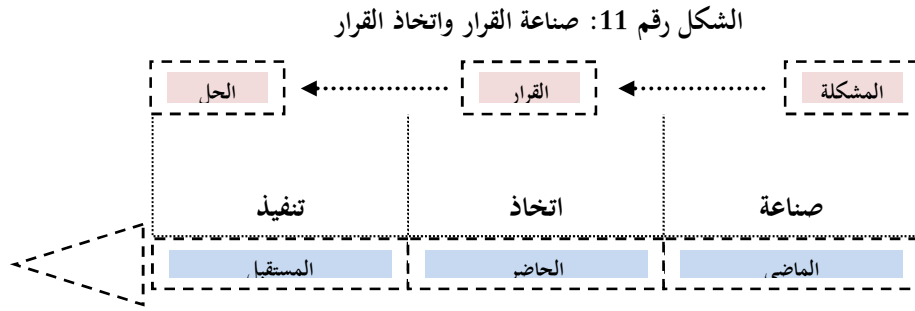 الشكل رقم 11: صناعة القرار واتخاذ القرار
المشكلة القرار الحل
صناعة اتخاذ تنفيذ
الماضي الحاضر المستقبل